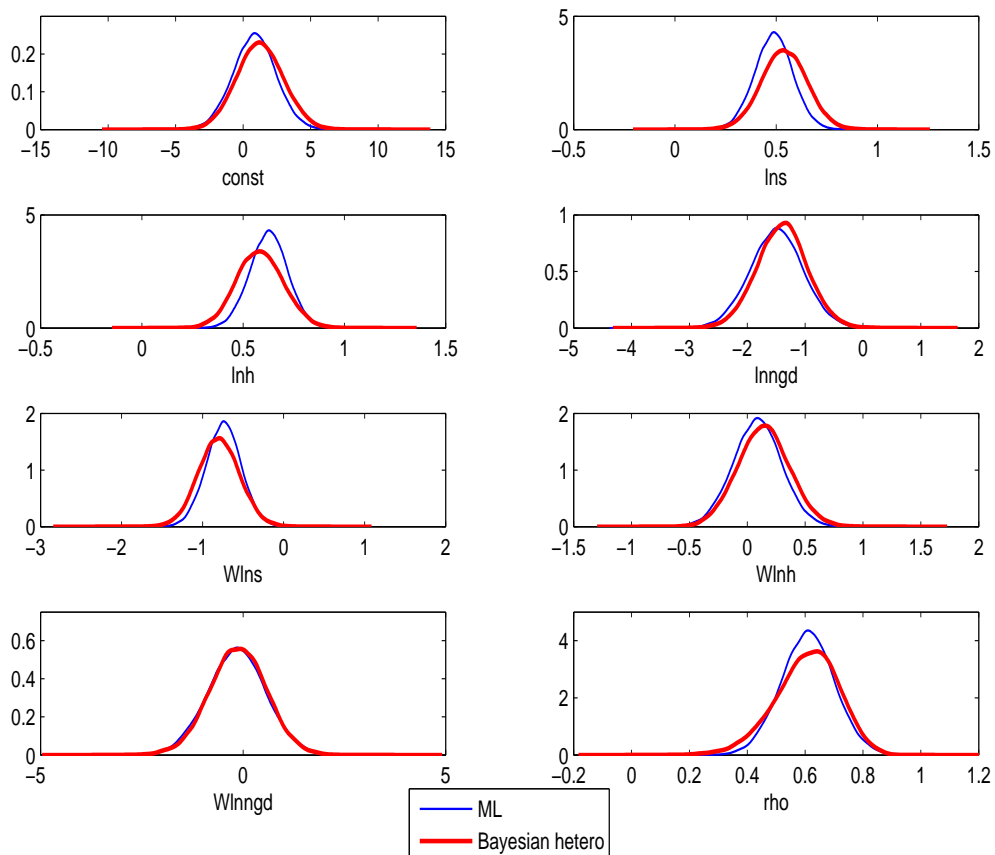 0.2
0.1
0
−15 −10 −5 0 5 10 15
const
5
0
−0.5 0 0.5 1 1.5
lns
5
0
−0.5 0 0.5 1 1.5
lnh
1
0.5
0
−5 −4 −3 −2 −1 0 1 2
lnngd
2
1
0
−3 −2 −1 0 1 2
Wlns
2
1
0
−1.5 −1 −0.5 0 0.5 1 1.5 2
Wlnh
0.6
0.4
0.2
0
−5 0 5
Wlnngd
4
2
0
−0.2 0 0.2 0.4 0.6 0.8 1 1.2
rho
ML
Bayesian hetero